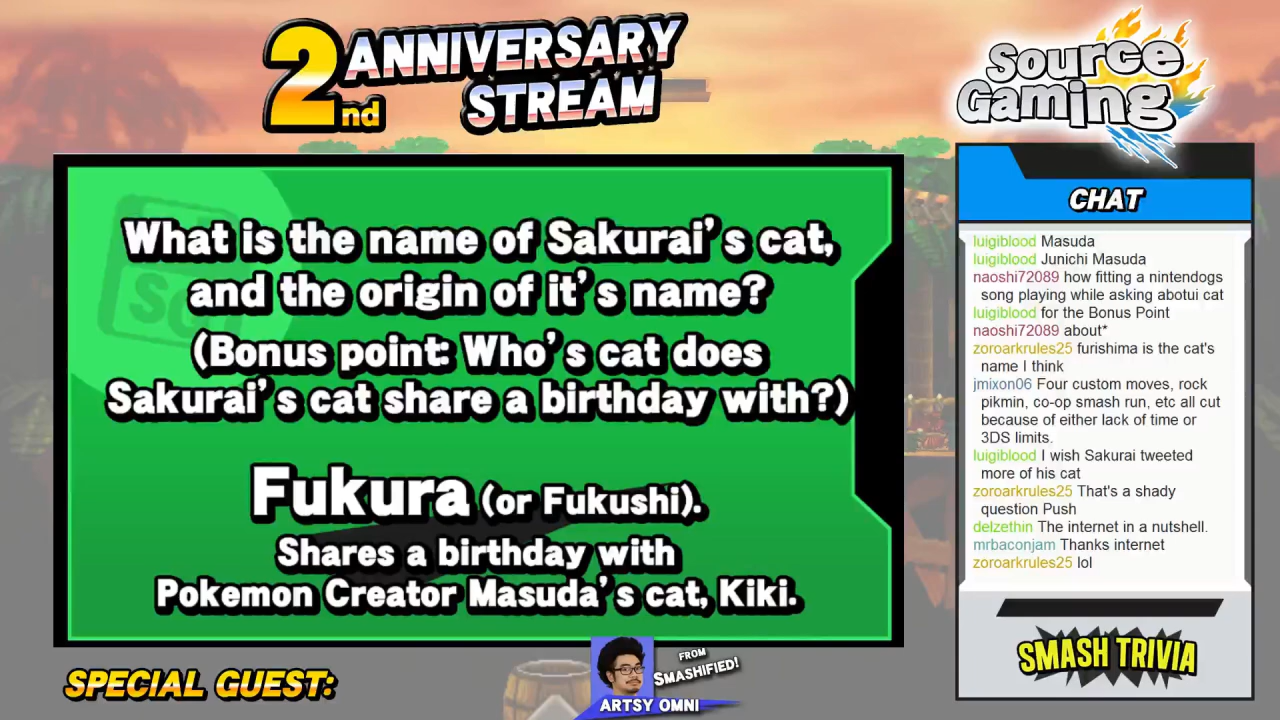 2nd ANNIVERSARY
STREAM
Source
Gaming
What is the name of Sakurai's cat,
and the origin of it's name?
(Bonus point: Who's cat does
Sakurai's cat share a birthday with?)
Fukura (or Fukushi).
Shares a birthday with
Pokemon Creator Masuda's cat, Kiki.
CHAT
luigiblood Masuda
luigiblood Junichi Masuda
naoshi72089 how fitting a nintendogs
song playing while asking abotui cat
luigiblood for the Bonus Point
naoshi72089 about*
zoroarkrules25 furishima is the cat's
name I think
jmixon06 Four custom moves, rock
pikmin, co-op smash run, etc all cut
because of either lack of time or
3DS limits.
luigiblood I wish Sakurai tweeted
more of his cat
zoroarkrules25 That's a shady
question Push
delzethin The internet in a nutshell.
mrbaconjam Thanks internet
zoroarkrules25 lol
SMASH TRIVIA
SPECIAL GUEST:
FROM
SMASHIFIED!
ARTSY OMNI